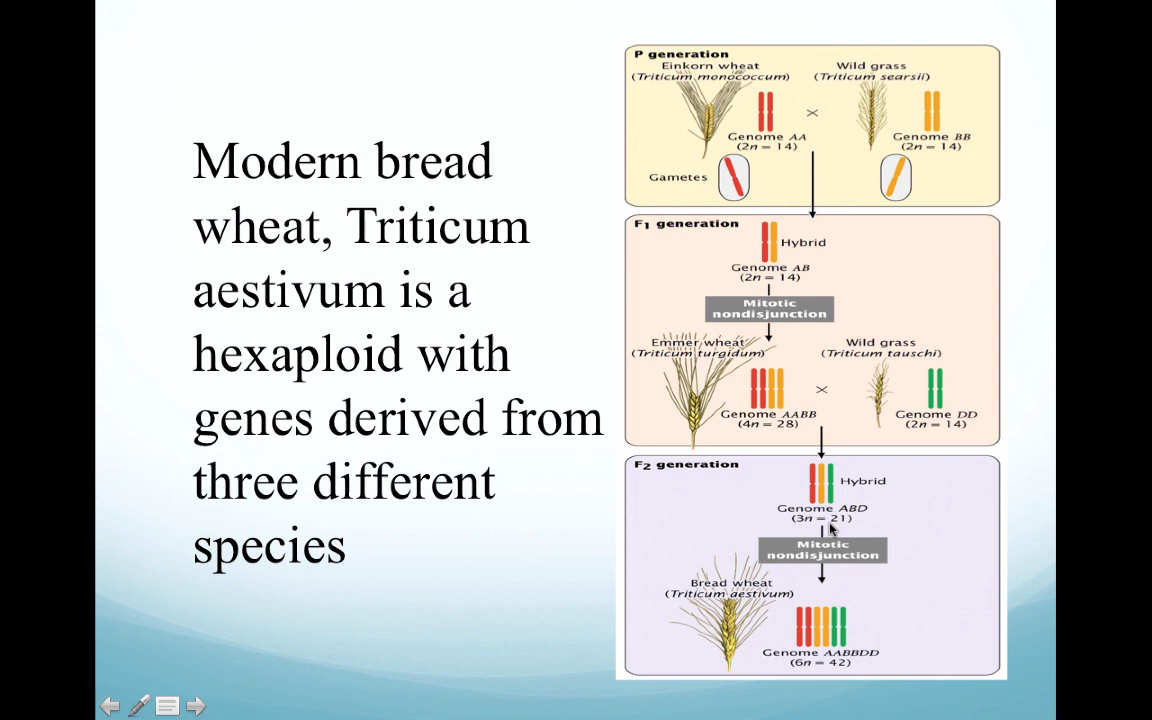 Modern bread
wheat, Triticum
aestivum is a
hexaploid with
genes derived from
three different
species
P generation
Einkorn wheat
(Triticum monococcum)
Wild grass
(Triticum searsii)
×
Genome AA
(2n = 14)
Genome BB
(2n = 14)
Gametes
F1 generation
Hybrid
Genome AB
(2n = 14)
Mitotic
nondisjunction
Emmer wheat
(Triticum turgidum)
Wild grass
(Triticum tauschi)
×
Genome AABB
(4n = 28)
Genome DD
(2n = 14)
F2 generation
Hybrid
Genome ABD
(3n = 21)
Mitotic
nondisjunction
Bread wheat
(Triticum aestivum)
Genome AABBDD
(6n = 42)